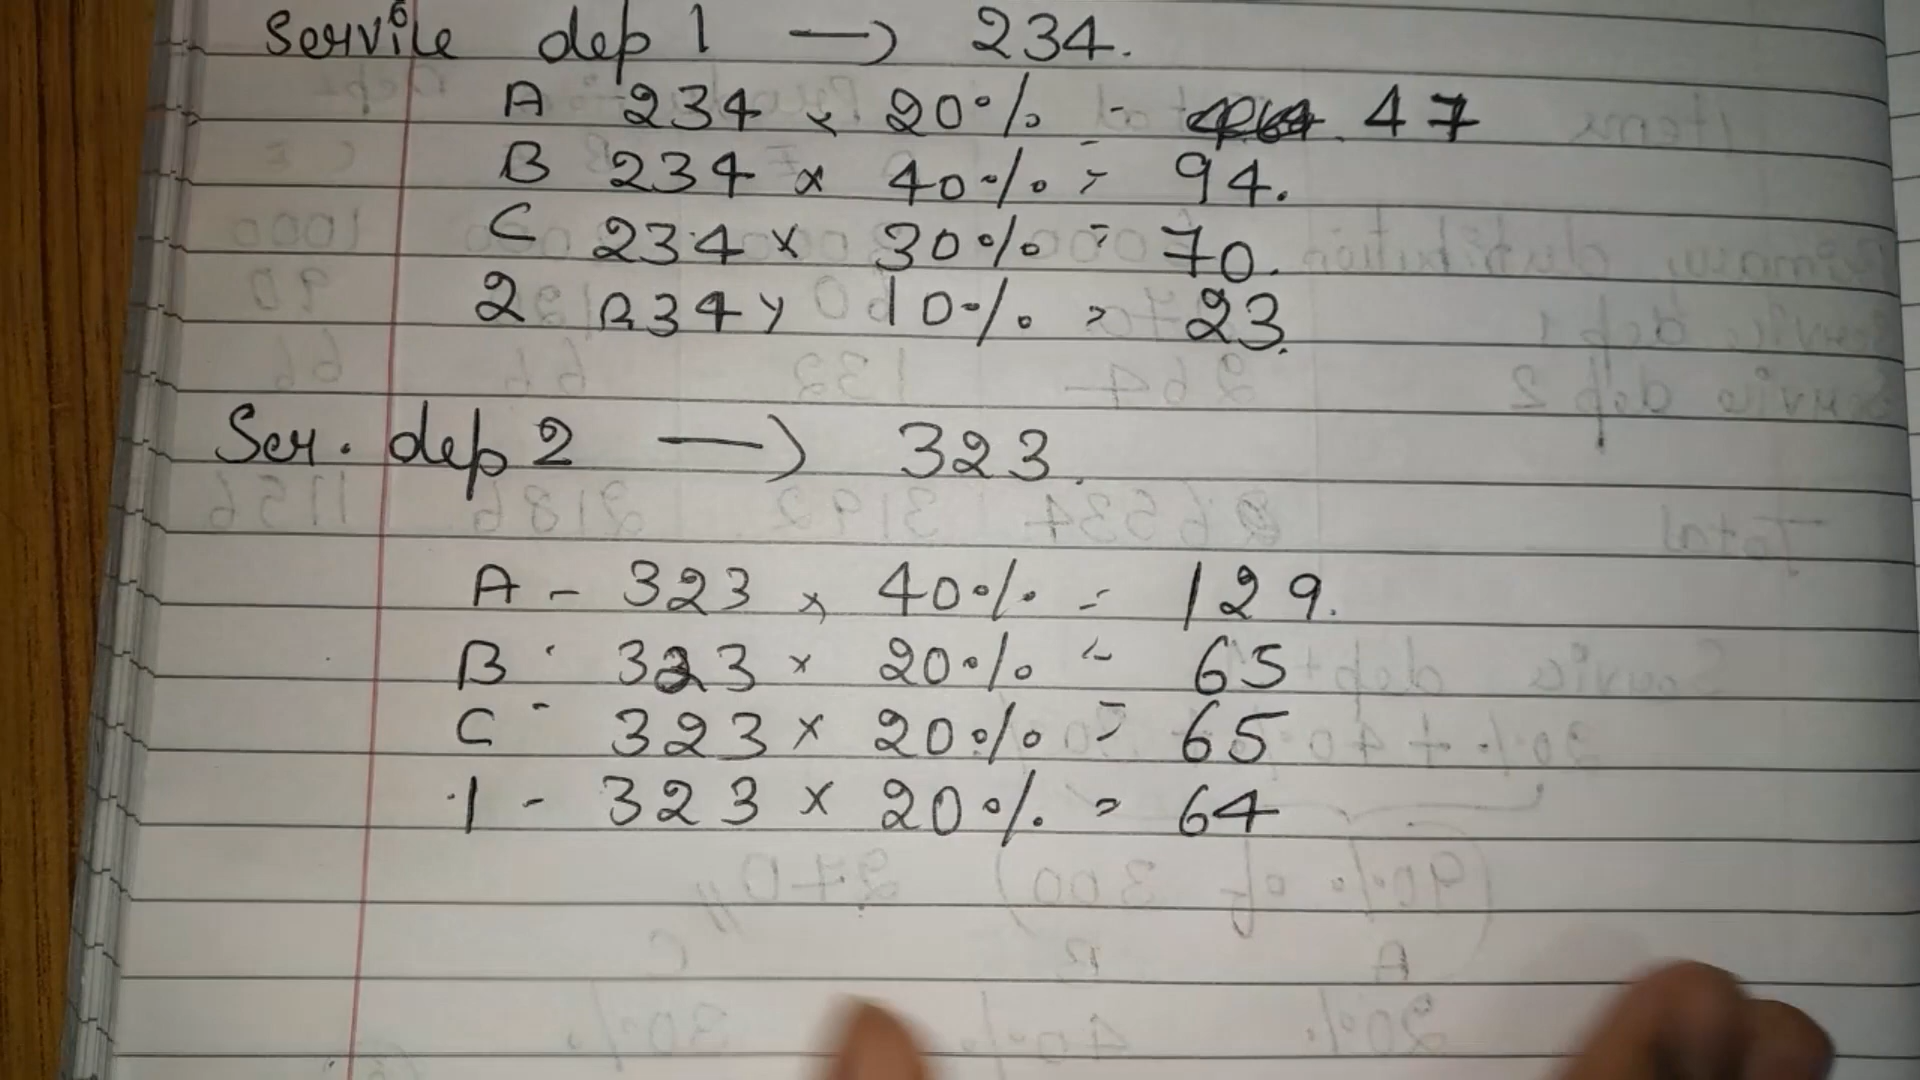 Service dep 1 → 234.
A 234 x 20% = 47
B 234 x 40% = 94.
C 234 x 30% = 70.
2 234 x 10% = 23.
Ser. dep 2 → 323.
A - 323 x 40% = 129.
B - 323 x 20% = 65
C - 323 x 20% = 65
1 - 323 x 20% = 64